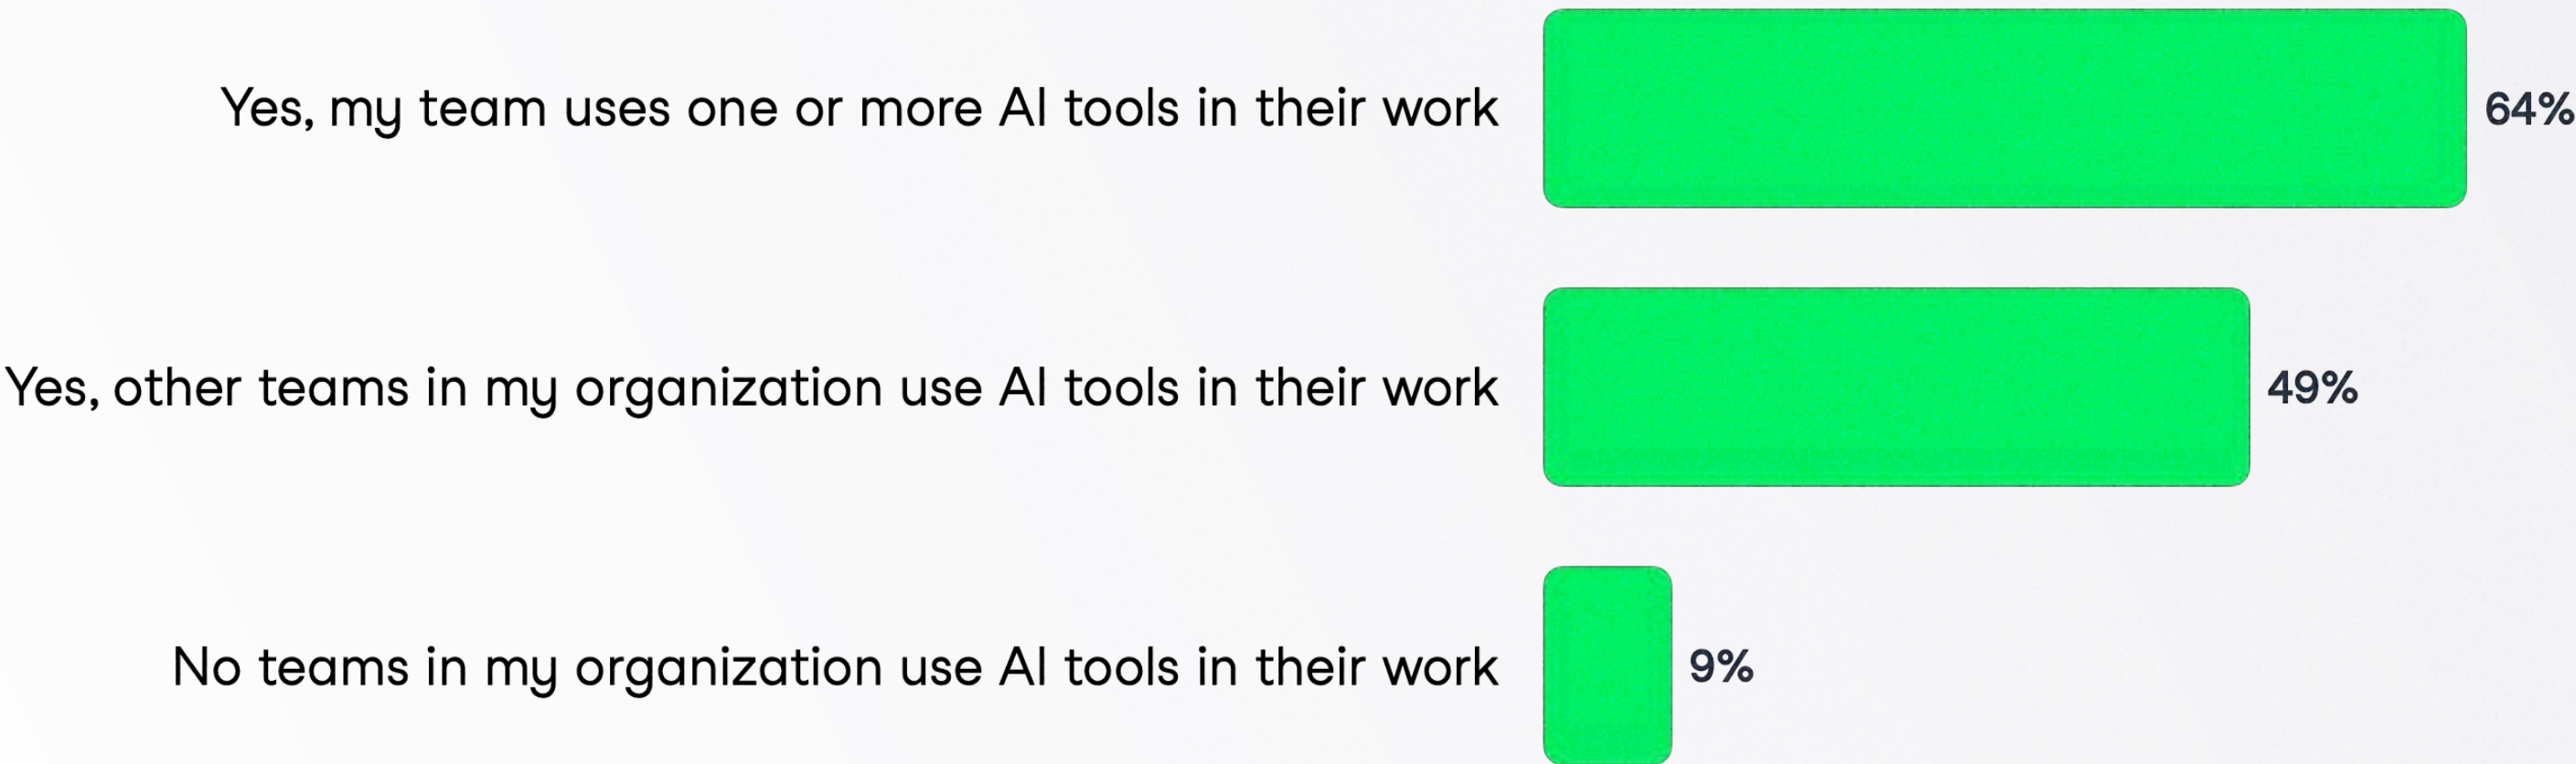 Yes, my team uses one or more AI tools in their work
64%
Yes, other teams in my organization use AI tools in their work
49%
No teams in my organization use AI tools in their work
9%